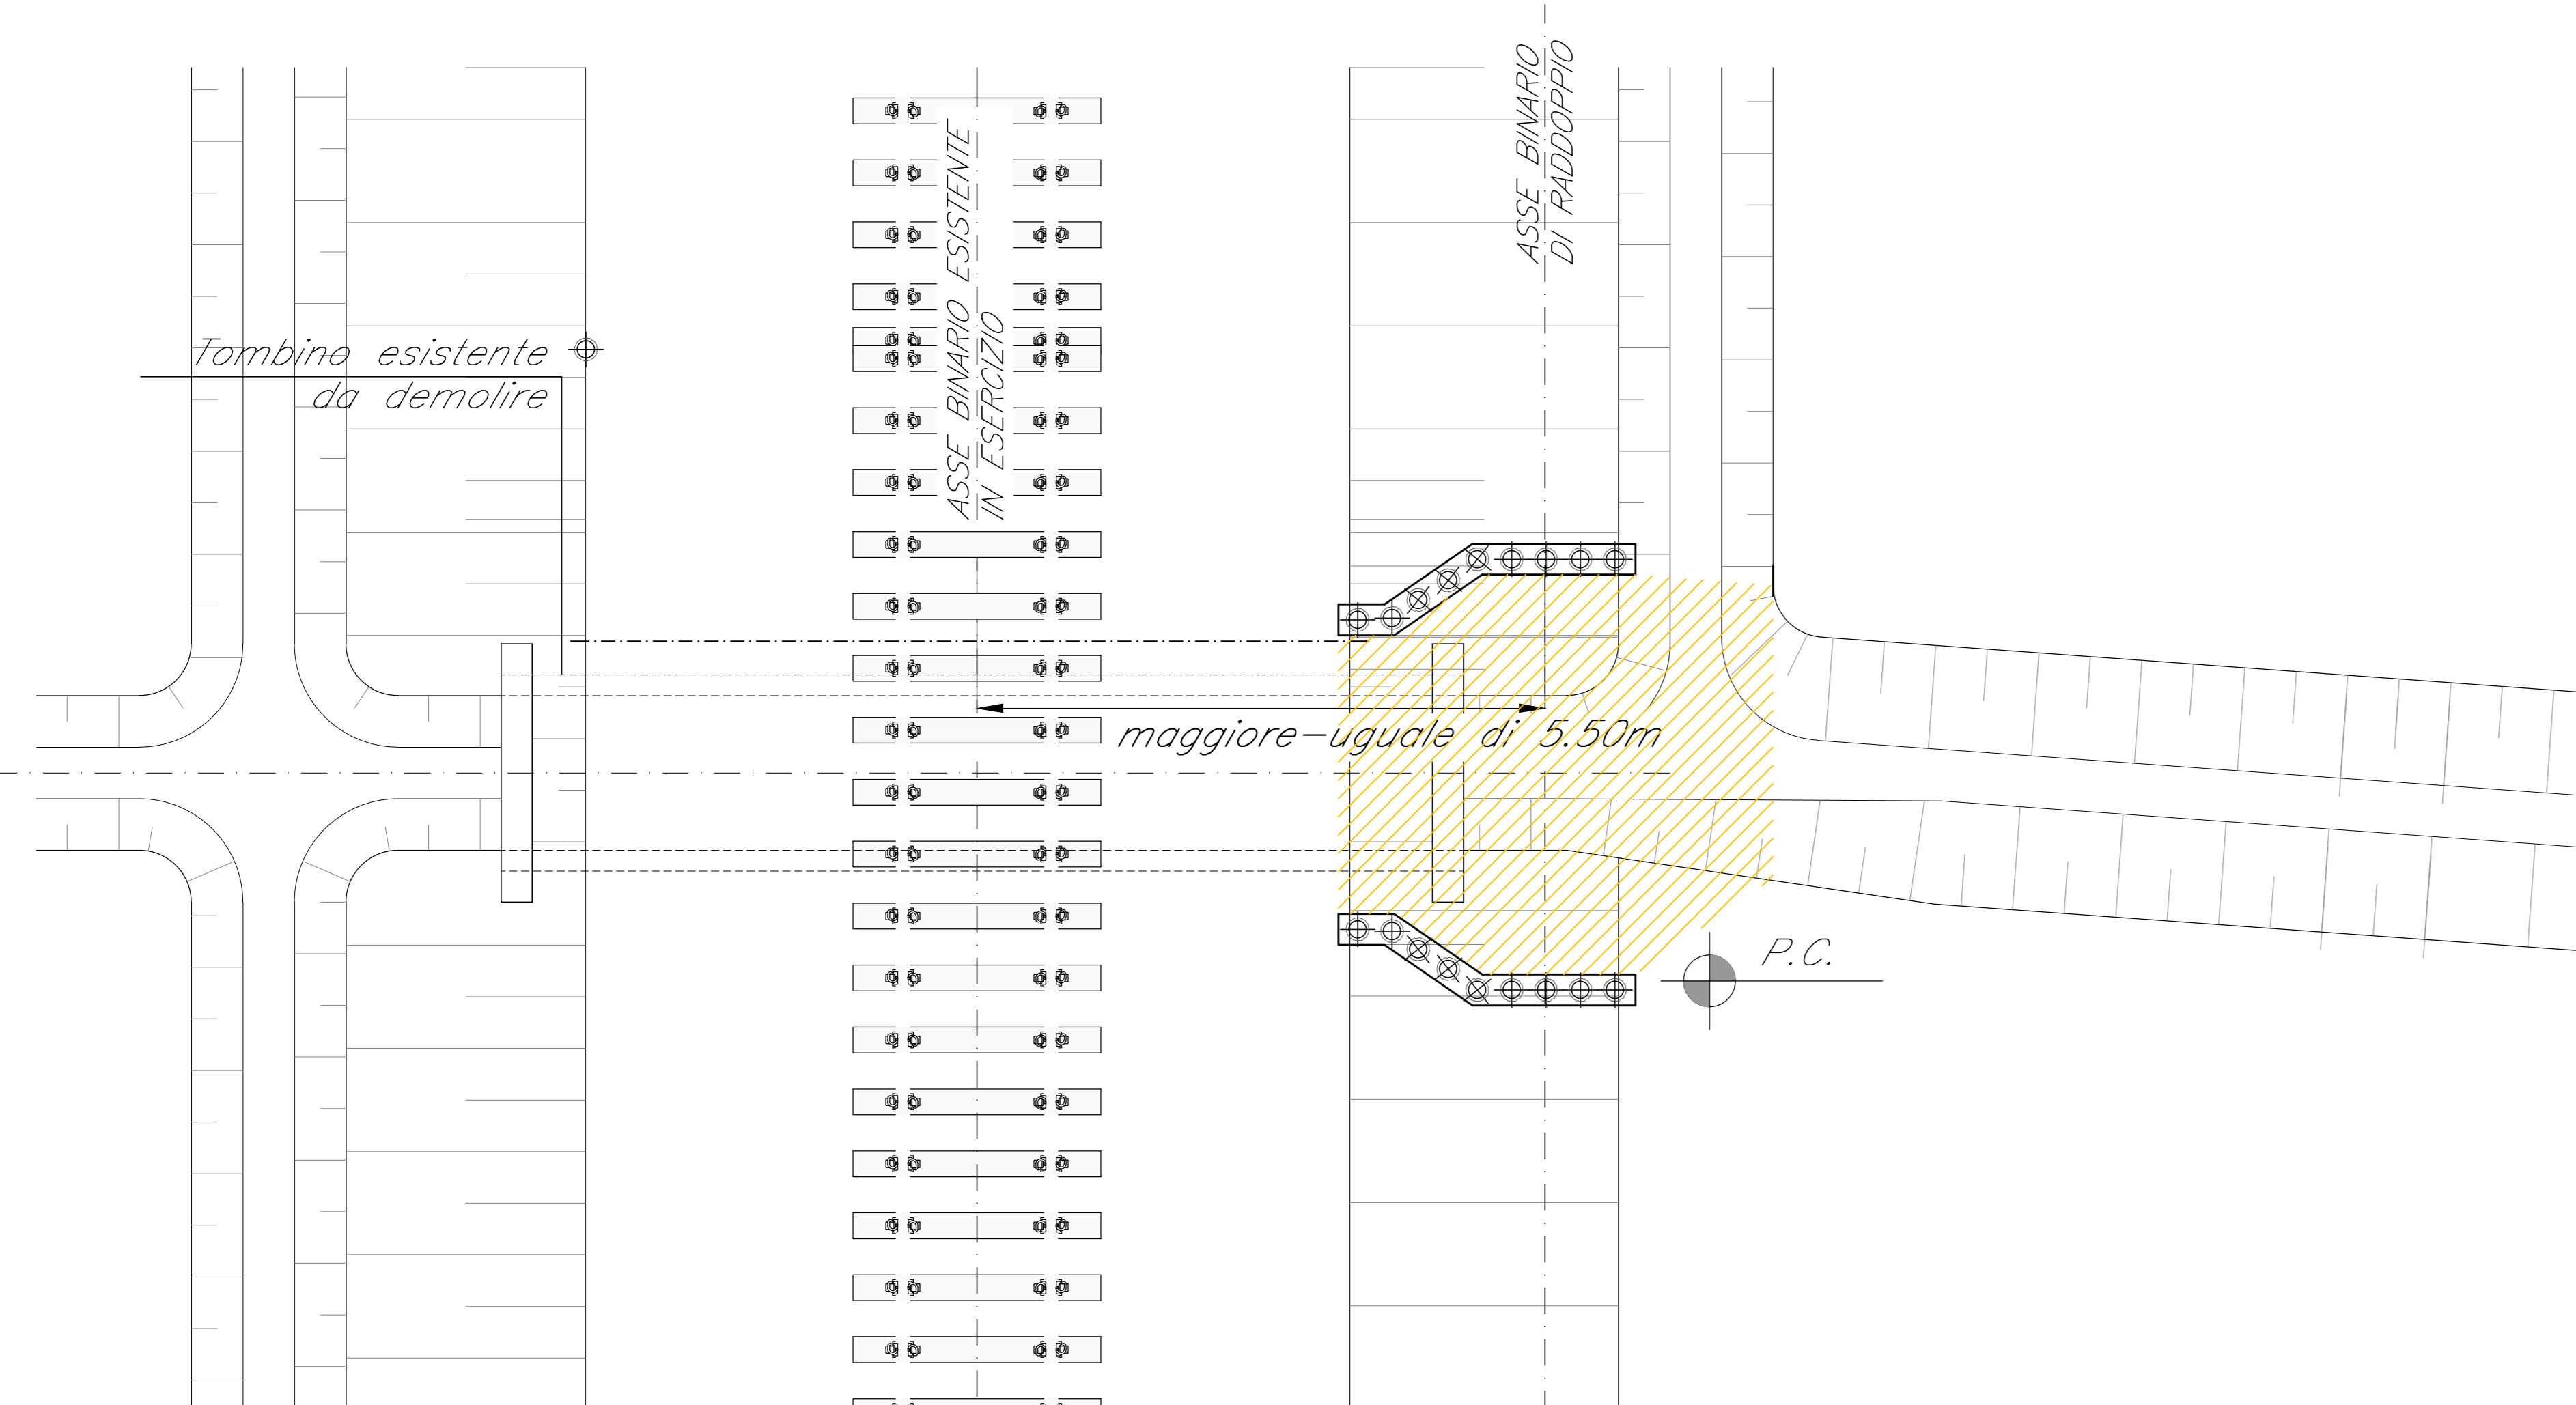 ASSE BINARIO
DI RADDOPPIO
ASSE BINARIO ESISTENTE
IN ESERCIZIO
Tombino esistente
da demolire
maggiore-uguale di 5.50m
P.C.